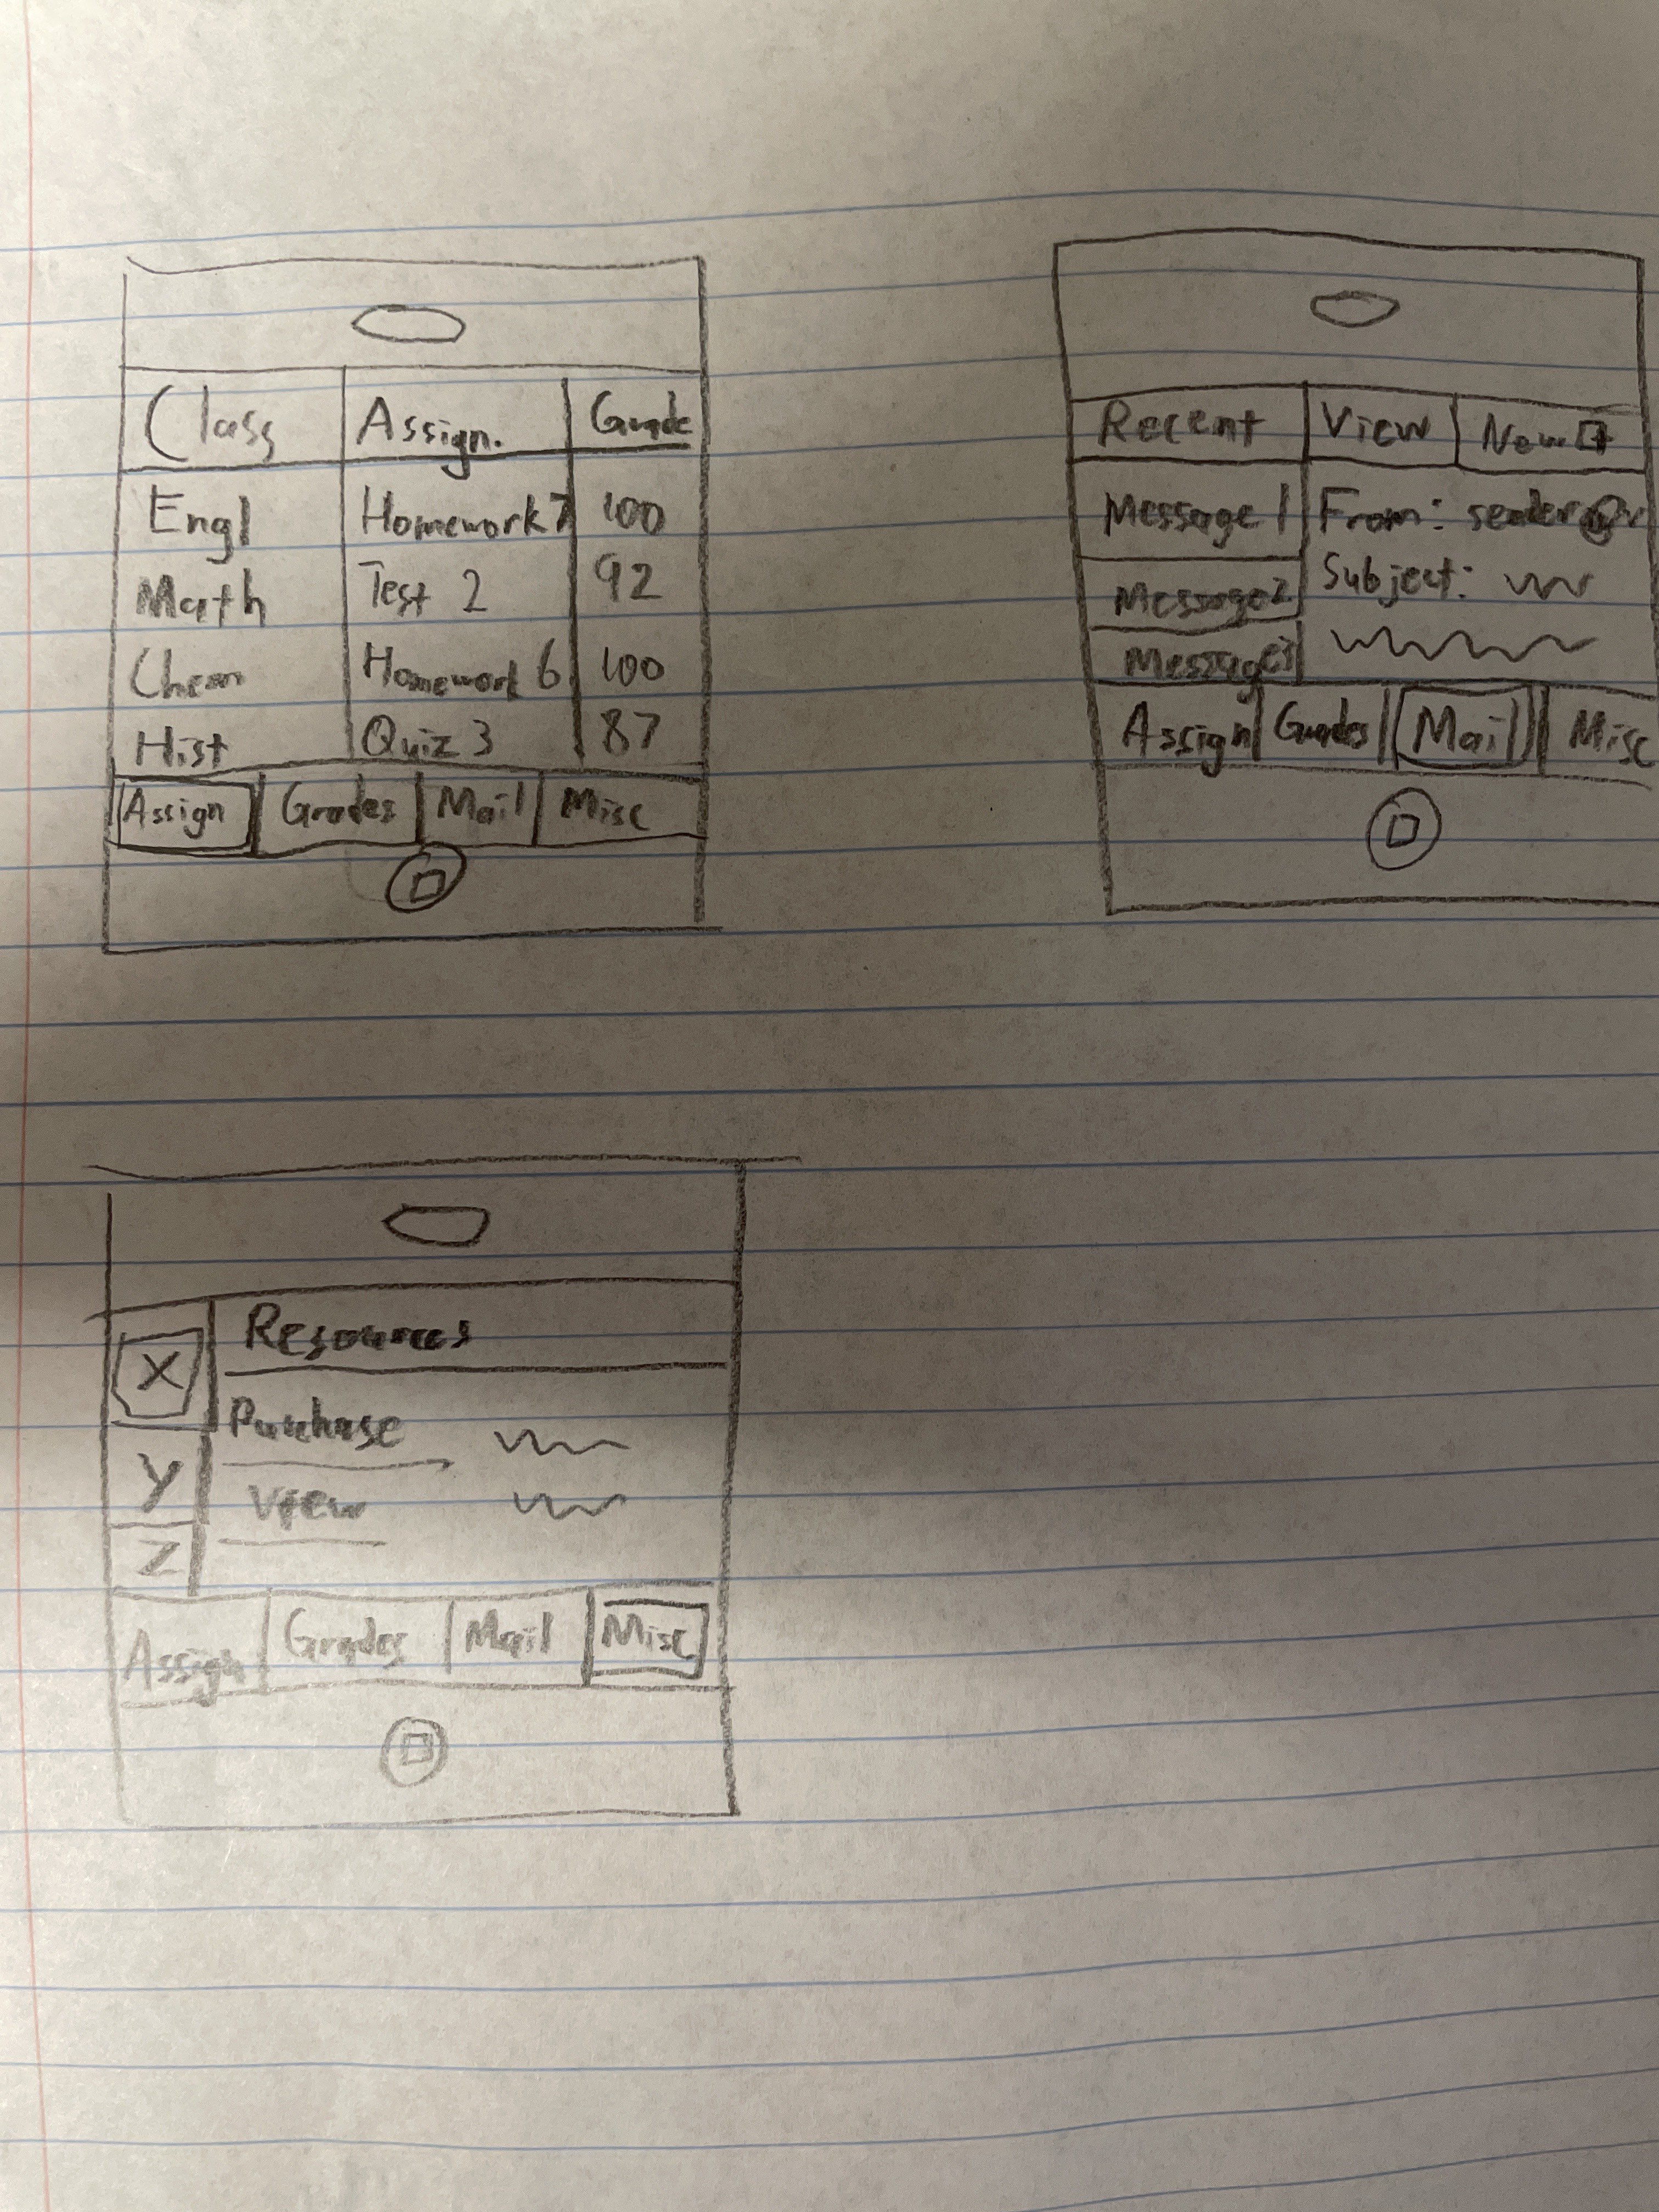 Class Assign. Grade
Engl Homework 7 100
Math Test 2 92
Chem Homework 6 100
Hist Quiz 3 87
Assign Grades Mail Misc
Recent View New +
Message 1 From: sender@
Message 2 Subject:
Message 3
Assign Grades Mail Misc
Resources
X
Purchase
Y View
Z
Assign Grades Mail Misc